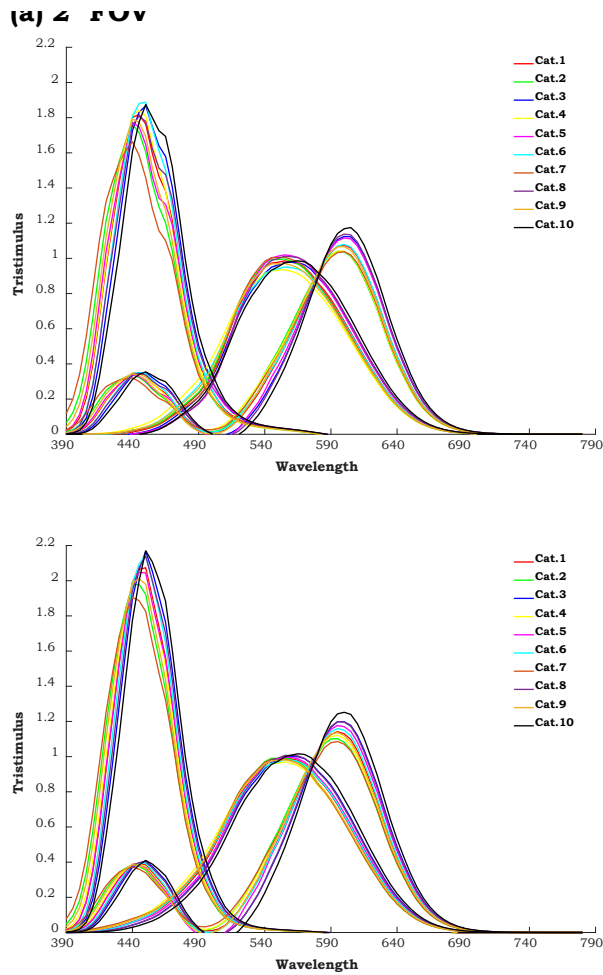 (a) 2 FOV
2.2
2
1.8
1.6
1.4
1.2
1
0.8
0.6
0.4
0.2
0
Tristimulus
390 440 490 540 590 640 690 740 790
Wavelength
Cat.1
Cat.2
Cat.3
Cat.4
Cat.5
Cat.6
Cat.7
Cat.8
Cat.9
Cat.10
2.2
2
1.8
1.6
1.4
1.2
1
0.8
0.6
0.4
0.2
0
Tristimulus
390 440 490 540 590 640 690 740 790
Wavelength
Cat.1
Cat.2
Cat.3
Cat.4
Cat.5
Cat.6
Cat.7
Cat.8
Cat.9
Cat.10